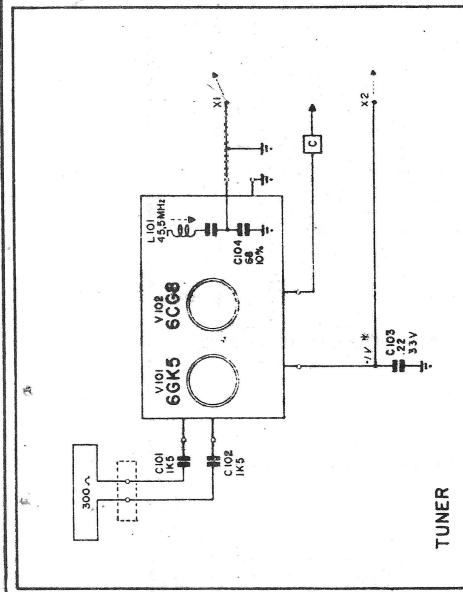 300 ~
C101
1K5
C102
1K5
V101
6GK5
V102
6CG8
L101
45,5MHz
C104
68
10%
X1
C
X2
-1V *
C103
.22
33V
TUNER